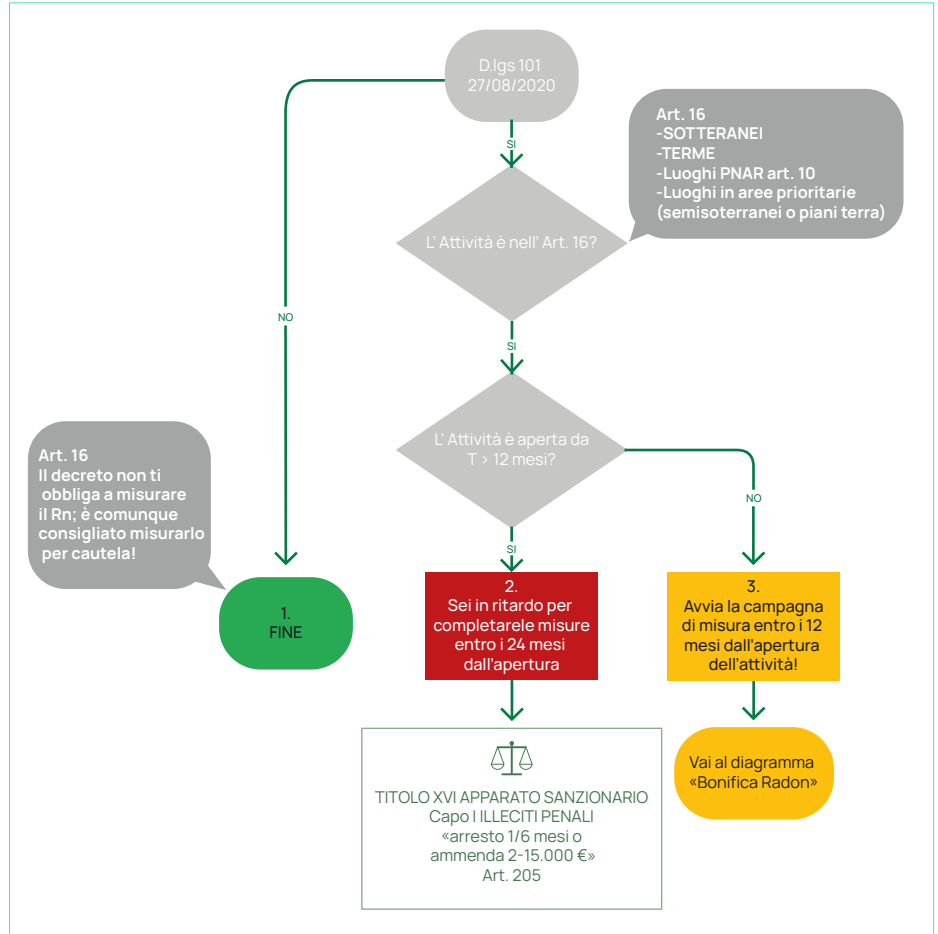 D.lgs 101
27/08/2020
SI
Art. 16
-SOTTERANEI
-TERME
-Luoghi PNAR art. 10
-Luoghi in aree prioritarie
(semisoterranei o piani terra)
L' Attività è nell' Art. 16?
NO
SI
L' Attività è aperta da
T > 12 mesi?
Art. 16
Il decreto non ti
obbliga a misurare
il Rn; è comunque
consigliato misurarlo
per cautela!
NO
SI
1.
FINE
2.
Sei in ritardo per
completarele misure
entro i 24 mesi
dall'apertura
3.
Avvia la campagna
di misura entro i 12
mesi dall'apertura
dell'attività!
TITOLO XVI APPARATO SANZIONARIO
Capo I ILLECITI PENALI
«arresto 1/6 mesi o
ammenda 2-15.000 €»
Art. 205
Vai al diagramma
«Bonifica Radon»